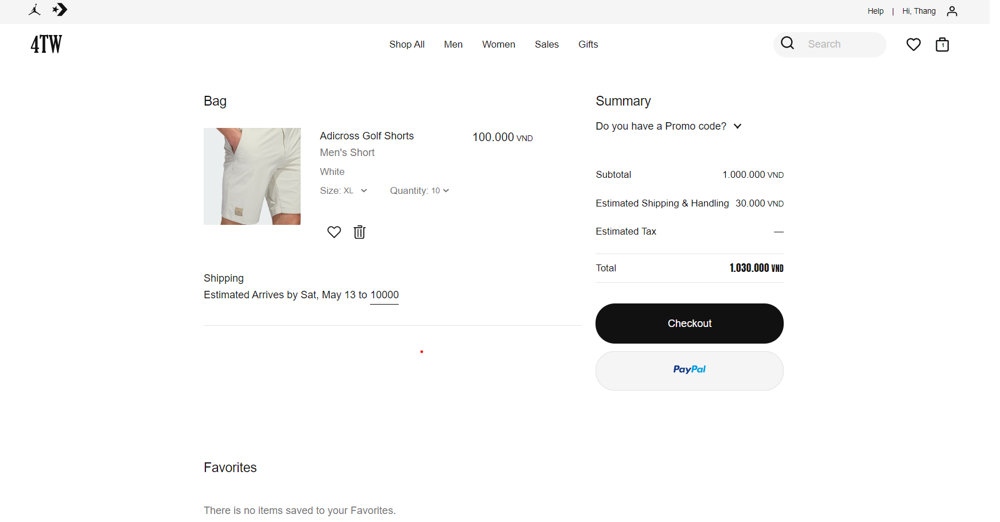 Help | Hi, Thang
4TW
Shop All Men Women Sales Gifts
Search
1
Bag
Adicross Golf Shorts
100.000 VND
Men's Short
White
Size: XL Quantity: 10
Shipping
Estimated Arrives by Sat, May 13 to 10000
Summary
Do you have a Promo code?
Subtotal 1.000.000 VND
Estimated Shipping & Handling 30.000 VND
Estimated Tax —
Total 1.030.000 VND
Checkout
PayPal
Favorites
There is no items saved to your Favorites.